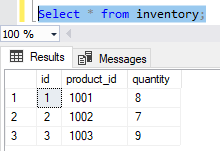 Select * from inventory;
100 %
Results Messages
id product_id quantity
1 1 1001 8
2 2 1002 7
3 3 1003 9